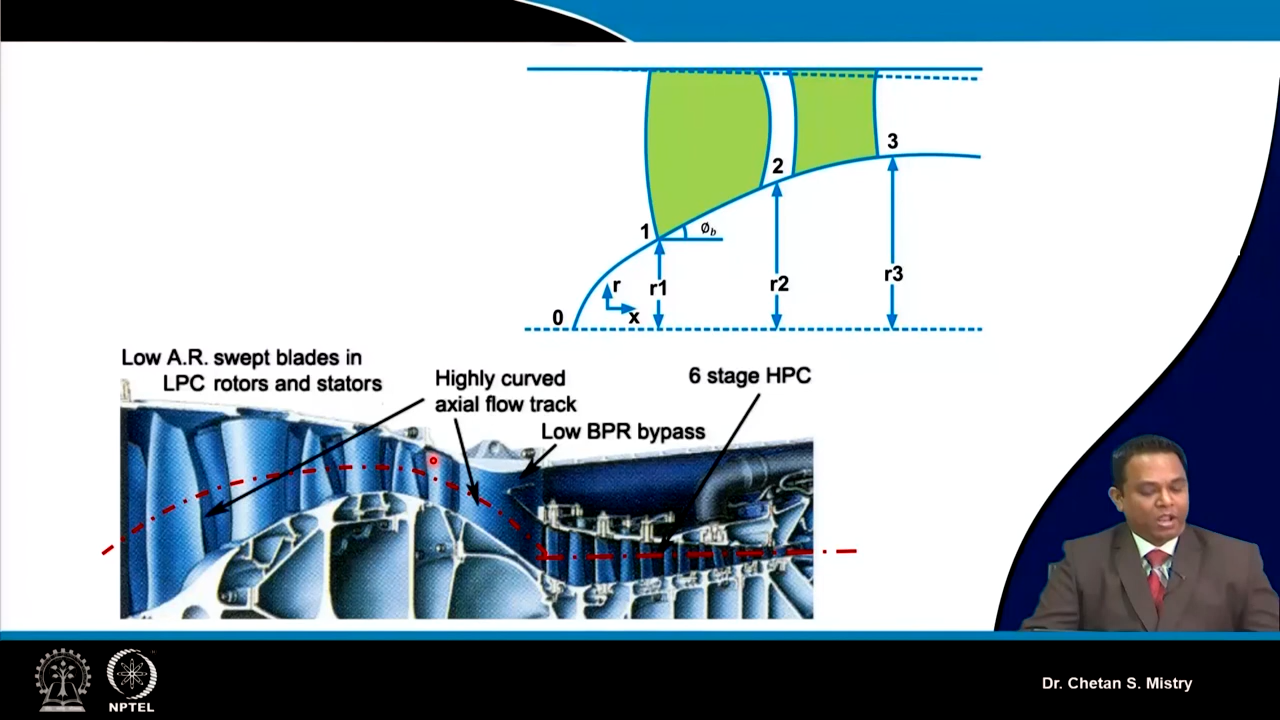 1
2
3
ϕb
0
r
x
r1
r2
r3
Low A.R. swept blades in
LPC rotors and stators
Highly curved
axial flow track
Low BPR bypass
6 stage HPC
NPTEL
Dr. Chetan S. Mistry